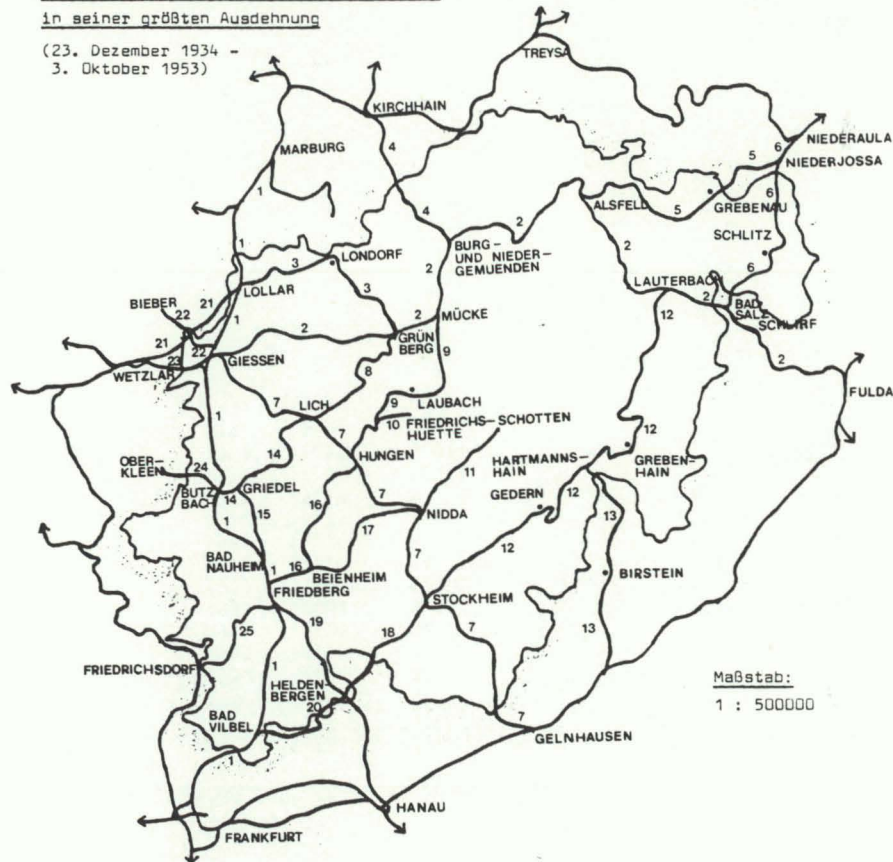 in seiner größten Ausdehnung
(23. Dezember 1934 -
3. Oktober 1953)
TREYSA
KIRCHHAIN
4
MARBURG
NIEDERAULA
6
5
NIEDERJOSSA
1
6
ALSFELD
5
GREBENAU
4
2
SCHLITZ
1
LONDORF
BURG-
UND NIEDER-
GEMUENDEN
2
3
2
6
LOLLAR
LAUTERBACH
BIEBER
21
3
2
BAD
SALZ
SCHLIRF
22
1
2
MÜCKE
12
2
21
22
GRÜN
BERG
2
23
GIESSEN
WETZLAR
8
9
FULDA
7
LICH
9
LAUBACH
1
10
FRIEDRICHS-
HUETTE
SCHOTTEN
12
7
HARTMANNS-
HAIN
OBER-
KLEEN
24
14
HUNGEN
11
GREBEN-
HAIN
BUTZ
BACH
14
GRIEDEL
16
7
GEDERN
12
15
17
NIDDA
13
1
BAD
NAUHEIM
1
16
BEIENHEIM
7
12
BIRSTEIN
FRIEDBERG
STOCKHEIM
19
18
7
25
13
FRIEDRICHSDORF
1
HELDEN-
BERGEN
Maßstab:
1 : 500000
20
BAD
VILBEL
7
GELNHAUSEN
1
HANAU
FRANKFURT